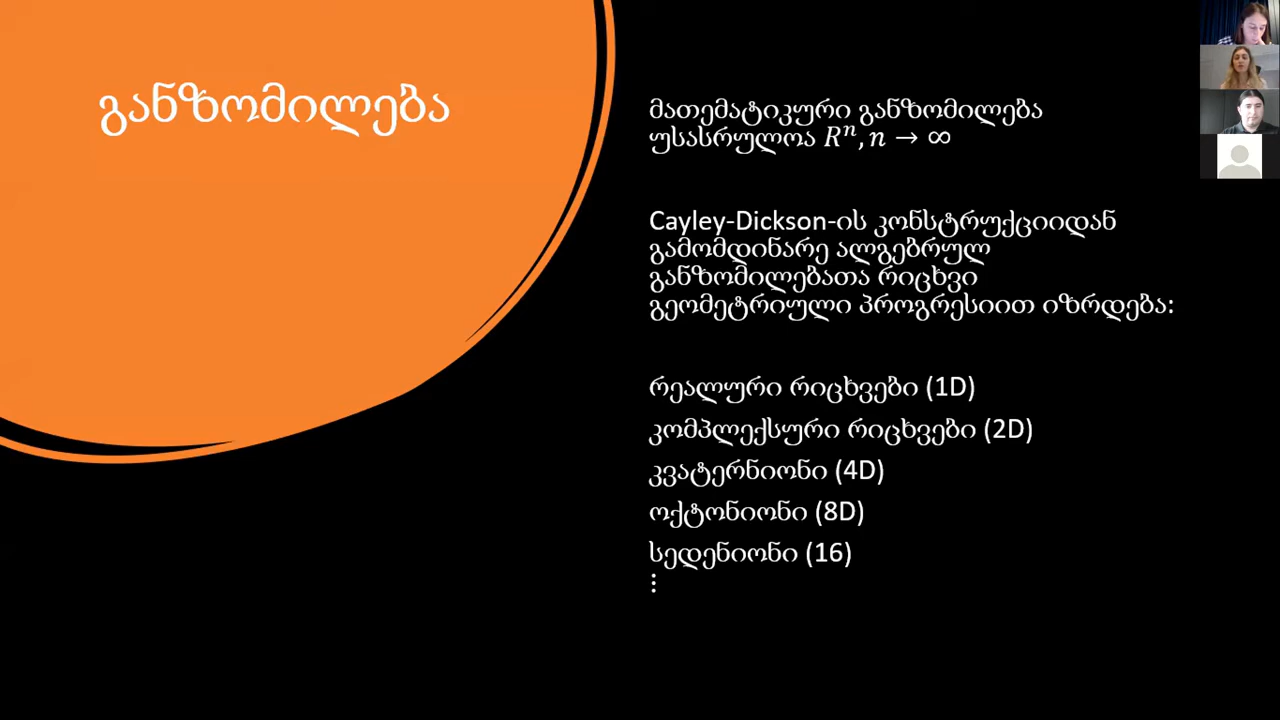 განზომილება
მათემატიკური განზომილება
უსასრულოა Rⁿ, n → ∞
Cayley-Dickson-ის კონსტრუქციიდან
გამომდინარე ალგებრულ
განზომილებათა რიცხვი
გეომეტრიული პროგრესიით იზრდება:
რეალური რიცხვები (1D)
კომპლექსური რიცხვები (2D)
კვატერნიონი (4D)
ოქტონიონი (8D)
სედენიონი (16)
⋮